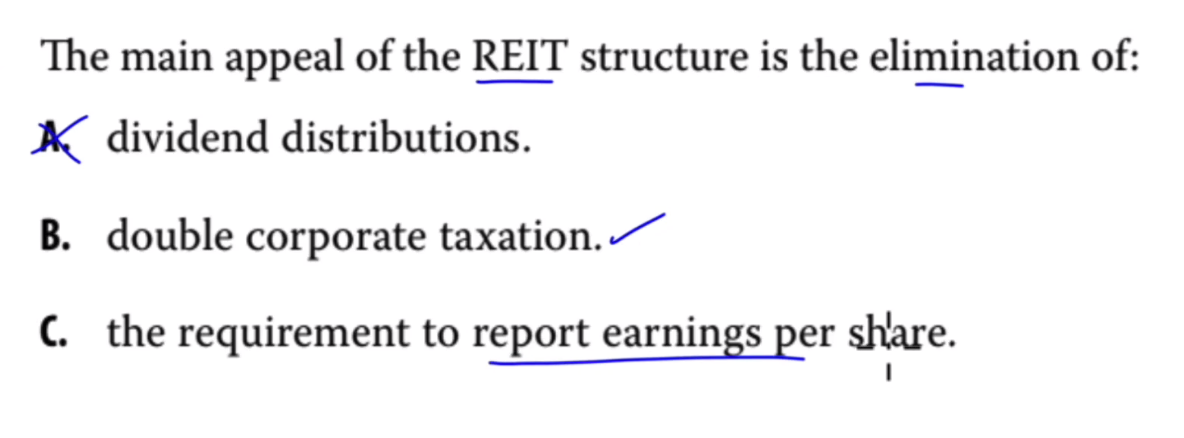 The main appeal of the REIT structure is the elimination of:
A. dividend distributions.
B. double corporate taxation.
C. the requirement to report earnings per share.